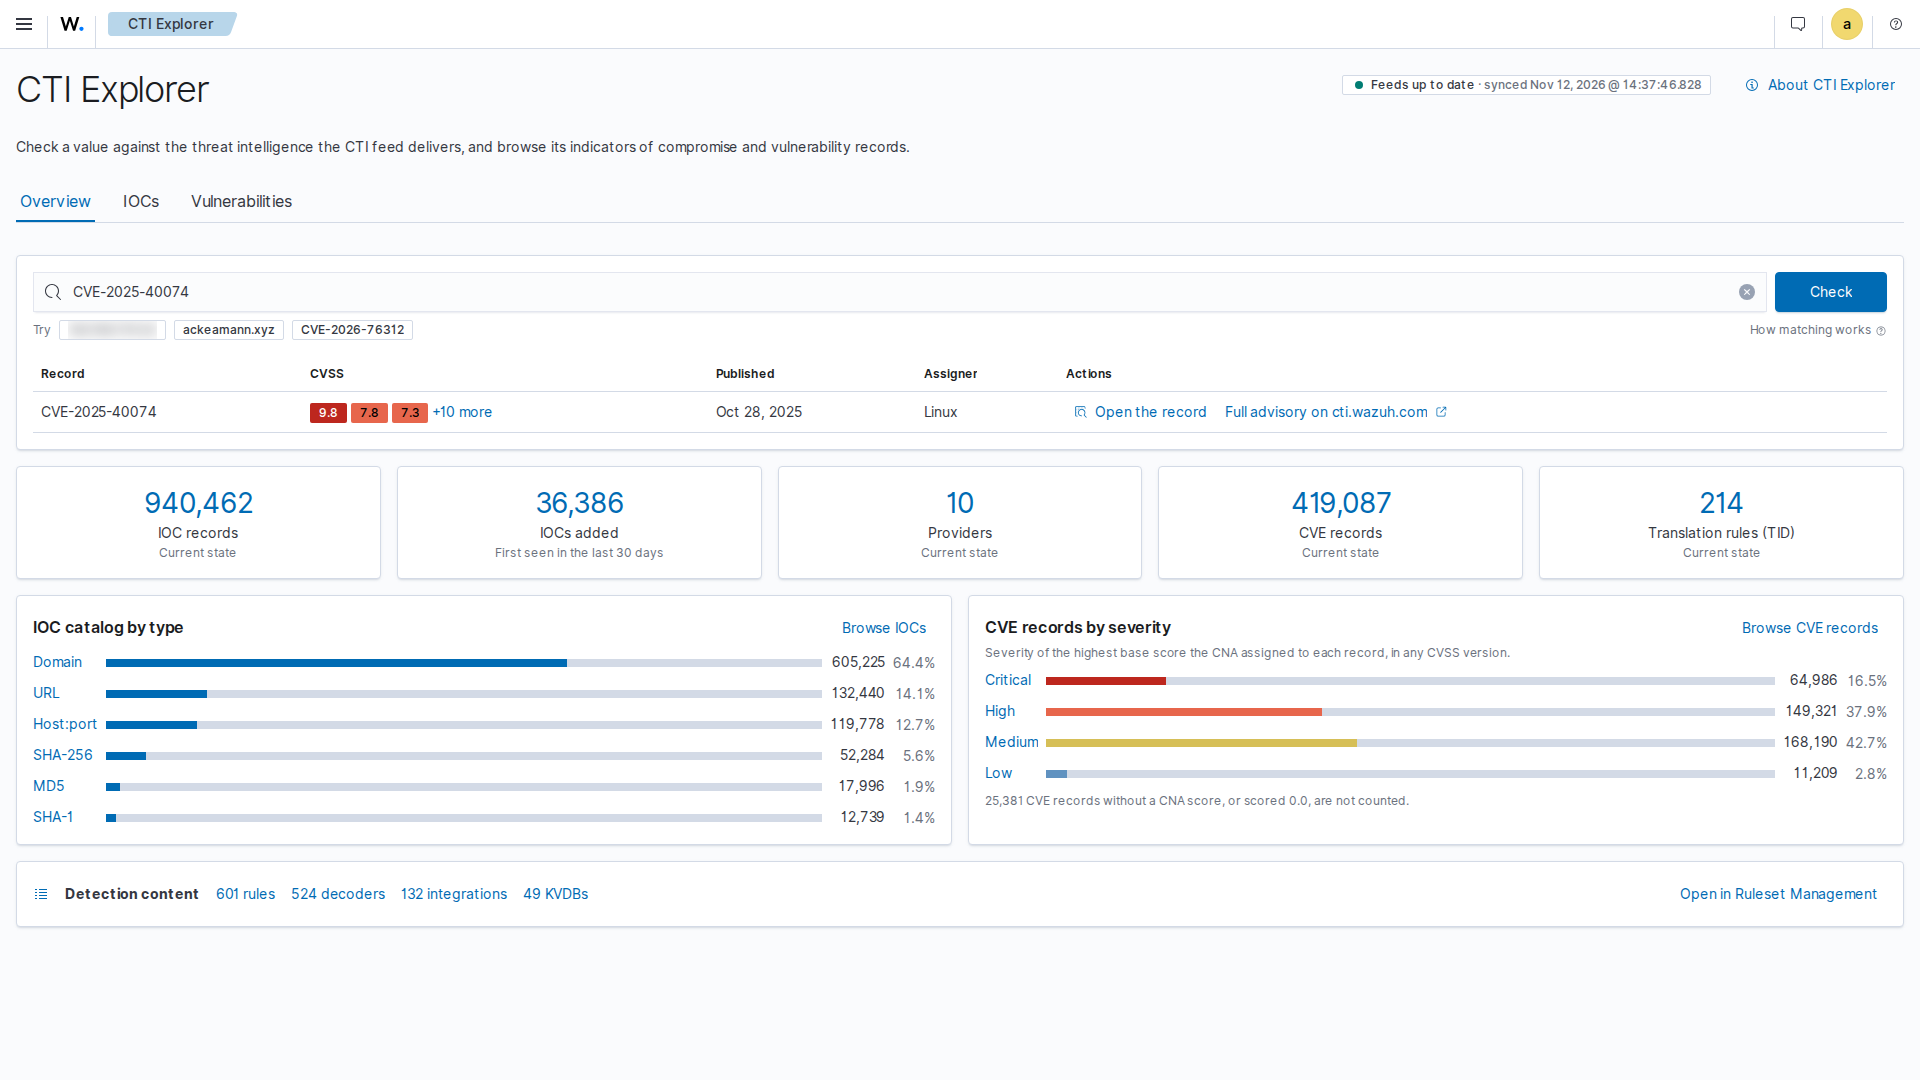 W. CTI Explorer a
CTI Explorer
Feeds up to date · synced Nov 12, 2026 @ 14:37:46.828
About CTI Explorer
Check a value against the threat intelligence the CTI feed delivers, and browse its indicators of compromise and vulnerability records.
Overview IOCs Vulnerabilities
CVE-2025-40074
Check
Try ackeamann.xyz CVE-2026-76312
How matching works
Record CVSS Published Assigner Actions
CVE-2025-40074 9.8 7.8 7.3 +10 more Oct 28, 2025 Linux Open the record Full advisory on cti.wazuh.com
940,462
IOC records
Current state
36,386
IOCs added
First seen in the last 30 days
10
Providers
Current state
419,087
CVE records
Current state
214
Translation rules (TID)
Current state
IOC catalog by type
Browse IOCs
Domain 605,225 64.4%
URL 132,440 14.1%
Host:port 119,778 12.7%
SHA-256 52,284 5.6%
MD5 17,996 1.9%
SHA-1 12,739 1.4%
CVE records by severity
Browse CVE records
Severity of the highest base score the CNA assigned to each record, in any CVSS version.
Critical 64,986 16.5%
High 149,321 37.9%
Medium 168,190 42.7%
Low 11,209 2.8%
25,381 CVE records without a CNA score, or scored 0.0, are not counted.
Detection content 601 rules 524 decoders 132 integrations 49 KVDBs
Open in Ruleset Management